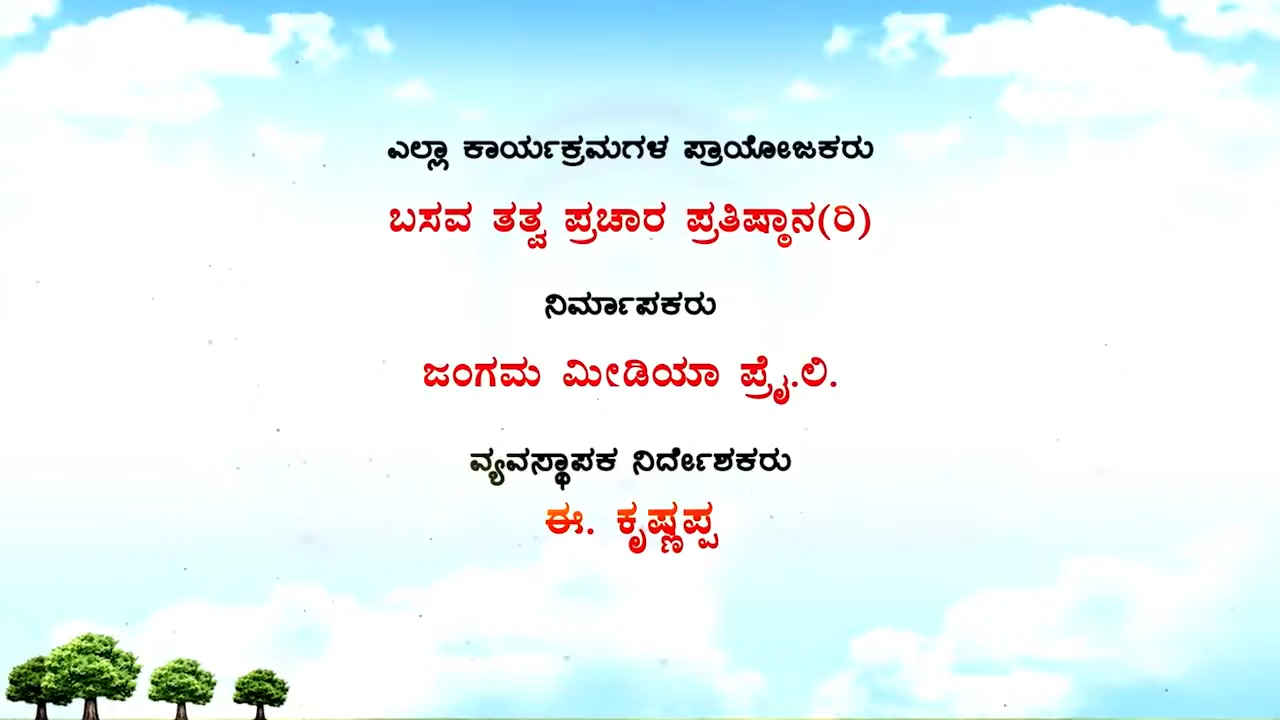 ಎಲ್ಲಾ ಕಾರ್ಯಕ್ರಮಗಳ ಪ್ರಾಯೋಜಕರು
ಬಸವ ತತ್ವ ಪ್ರಚಾರ ಪ್ರತಿಷ್ಠಾನ(ರಿ)
ನಿರ್ಮಾಪಕರು
ಜಂಗಮ ಮೀಡಿಯಾ ಪ್ರೈ.ಲಿ.
ವ್ಯವಸ್ಥಾಪಕ ನಿರ್ದೇಶಕರು
ಈ. ಕೃಷ್ಣಪ್ಪ